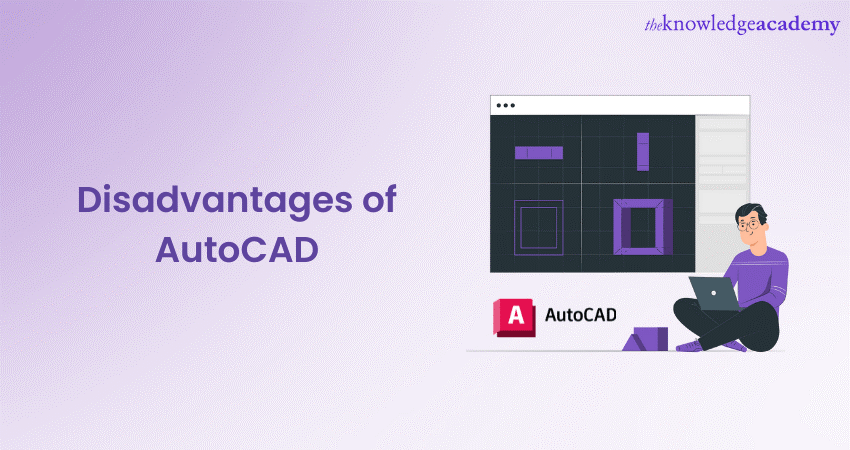 theknowledgeacademy
Disadvantages of
AutoCAD
A AutoCAD